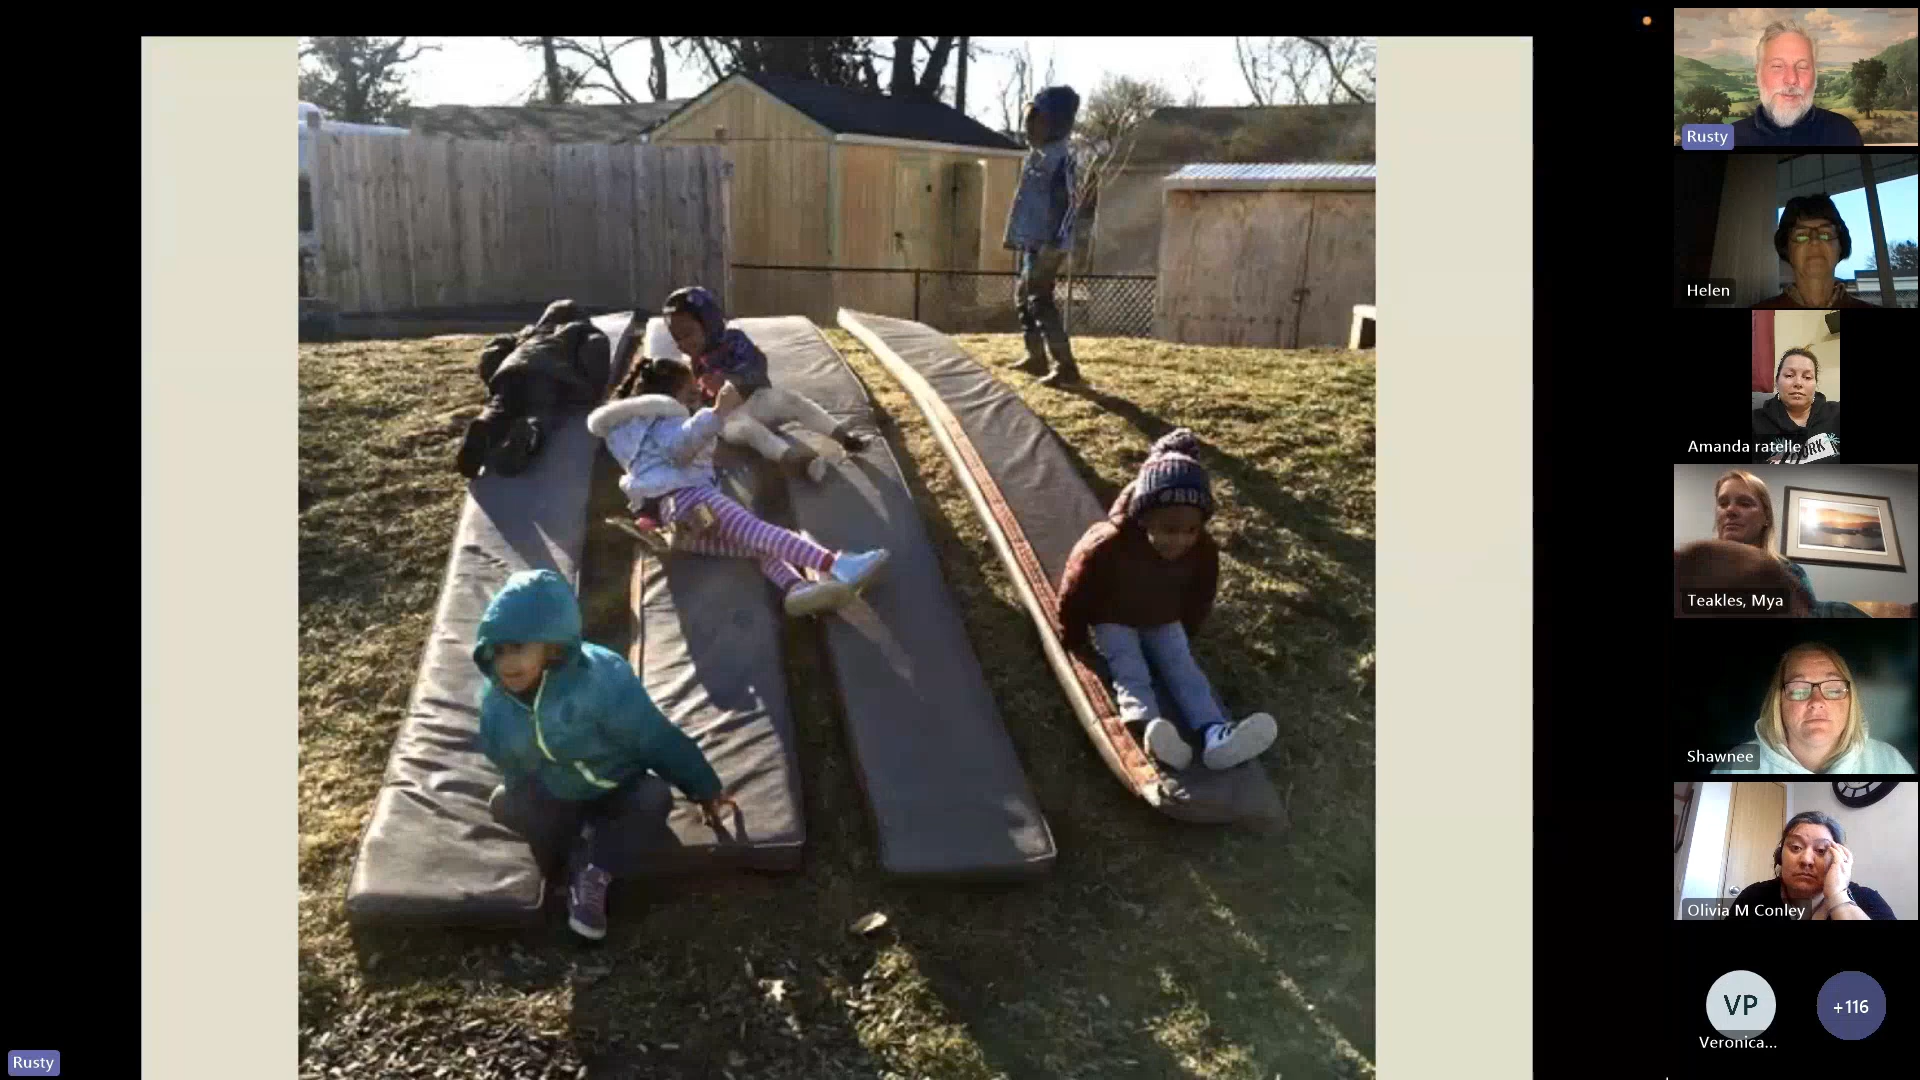 Rusty
Helen
Amanda ratelle
Teakles, Mya
Shawnee
Olivia M Conley
VP
+116
Veronica...
Rusty